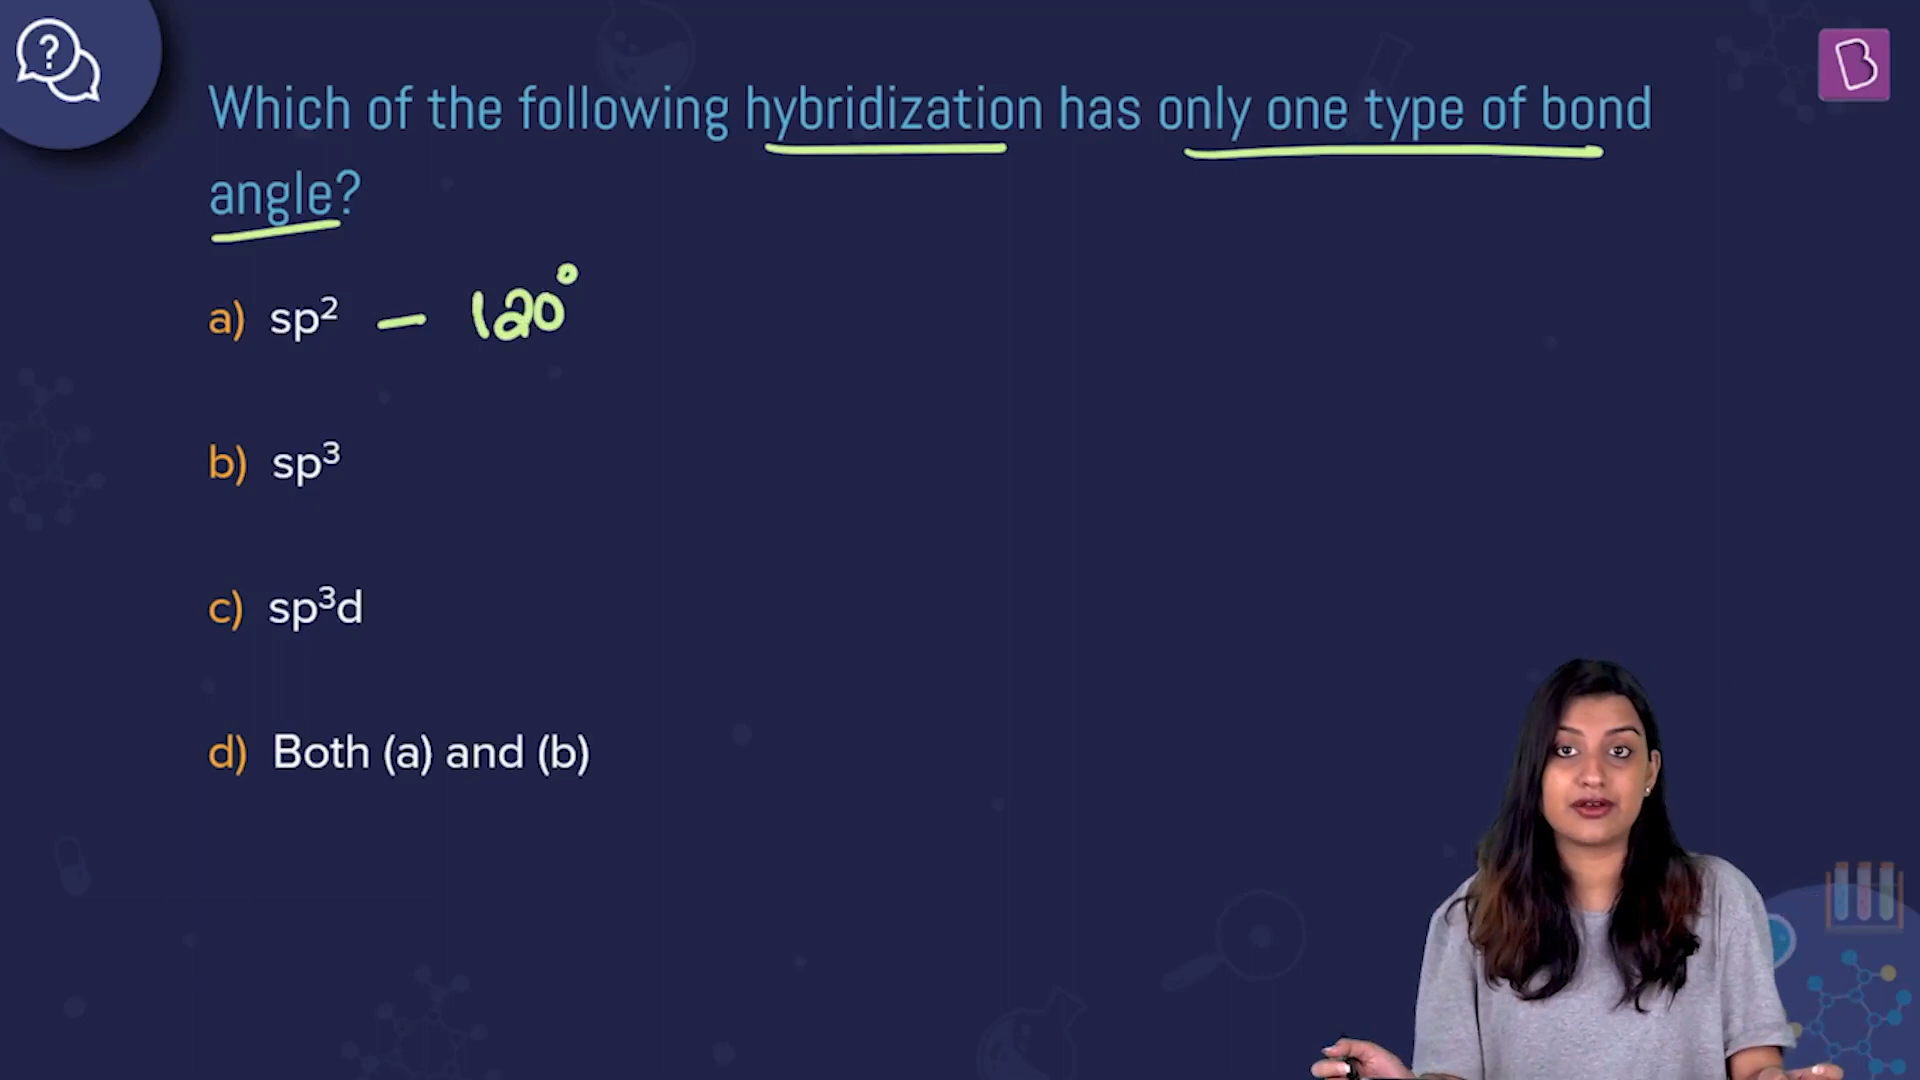 Which of the following hybridization has only one type of bond
angle?
a) sp² – 120°
b) sp³
c) sp³d
d) Both (a) and (b)